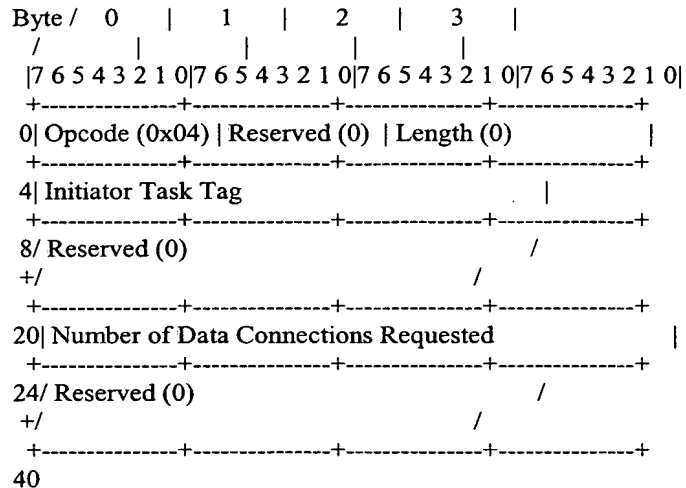 Byte / 0 | 1 | 2 | 3 |
/ | | | |
|7 6 5 4 3 2 1 0|7 6 5 4 3 2 1 0|7 6 5 4 3 2 1 0|7 6 5 4 3 2 1 0|
+---------------+---------------+---------------+---------------+
0| Opcode (0x04) | Reserved (0) | Length (0) |
+---------------+---------------+---------------+---------------+
4| Initiator Task Tag |
+---------------+---------------+---------------+---------------+
8/ Reserved (0) /
+/ /
+---------------+---------------+---------------+---------------+
20| Number of Data Connections Requested |
+---------------+---------------+---------------+---------------+
24/ Reserved (0) /
+/ /
+---------------+---------------+---------------+---------------+
40